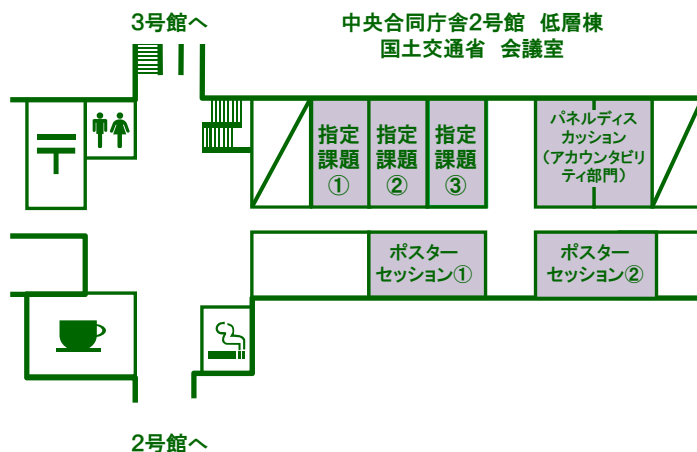 3号館へ
中央合同庁舎2号館 低層棟
国土交通省 会議室
指定
課題
①
指定
課題
②
指定
課題
③
パネルディス
カッション
(アカウンタビリ
ティ部門)
ポスター
セッション①
ポスター
セッション②
2号館へ